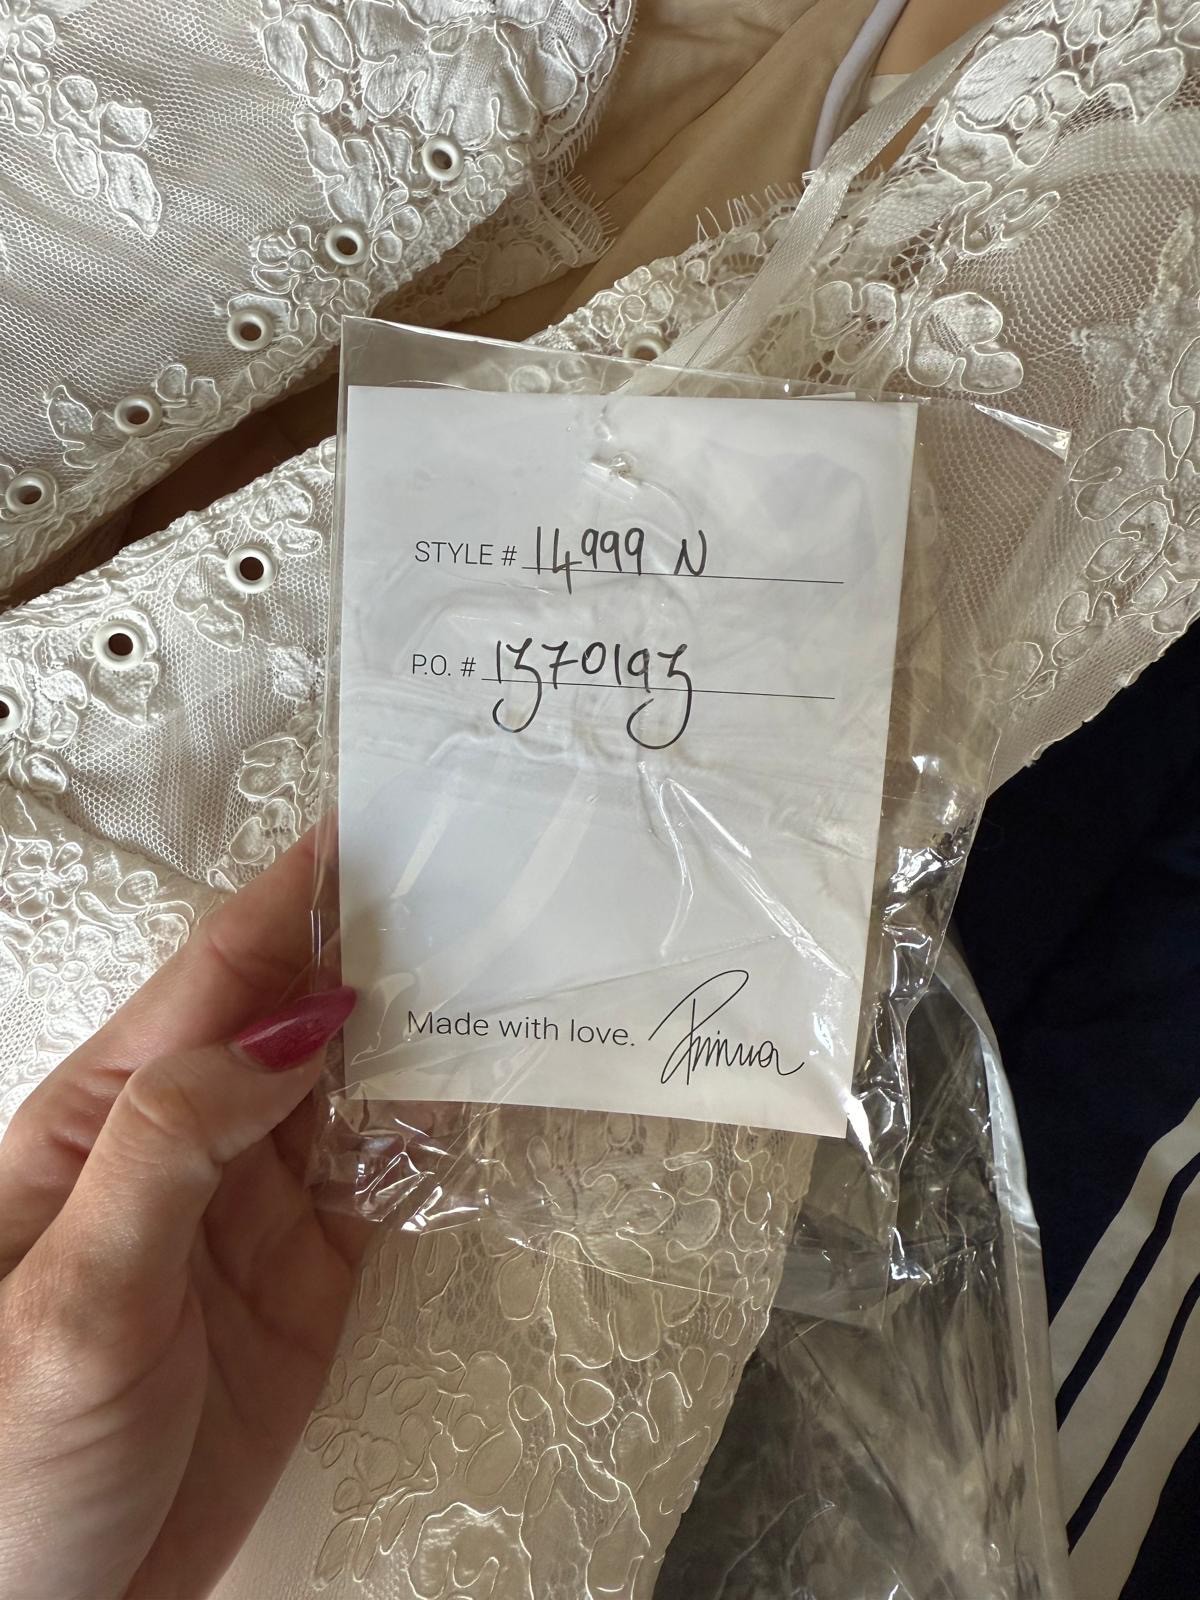 STYLE # 14999 N
P.O. # 1370193
Made with love.